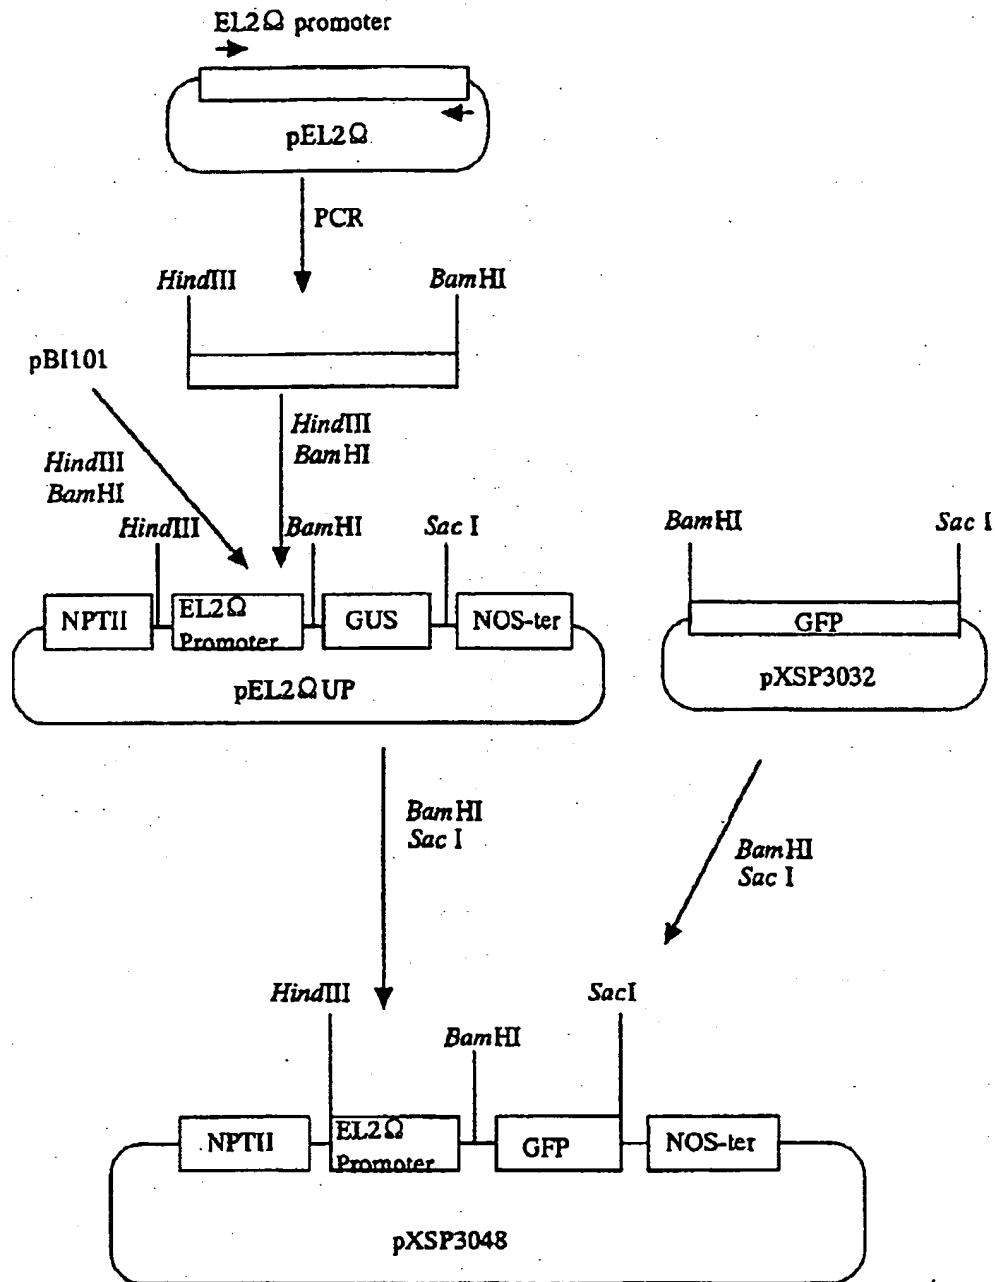 EL2Ω promoter
pEL2Ω
PCR
HindIII
BamHI
pBI101
HindIII
BamHI
HindIII
BamHI
HindIII
BamHI
Sac I
BamHI
Sac I
NPTII
EL2Ω
Promoter
GUS
NOS-ter
GFP
pEL2Ω UP
pXSP3032
BamHI
Sac I
BamHI
Sac I
HindIII
SacI
BamHI
NPTII
EL2Ω
Promoter
GFP
NOS-ter
pXSP3048